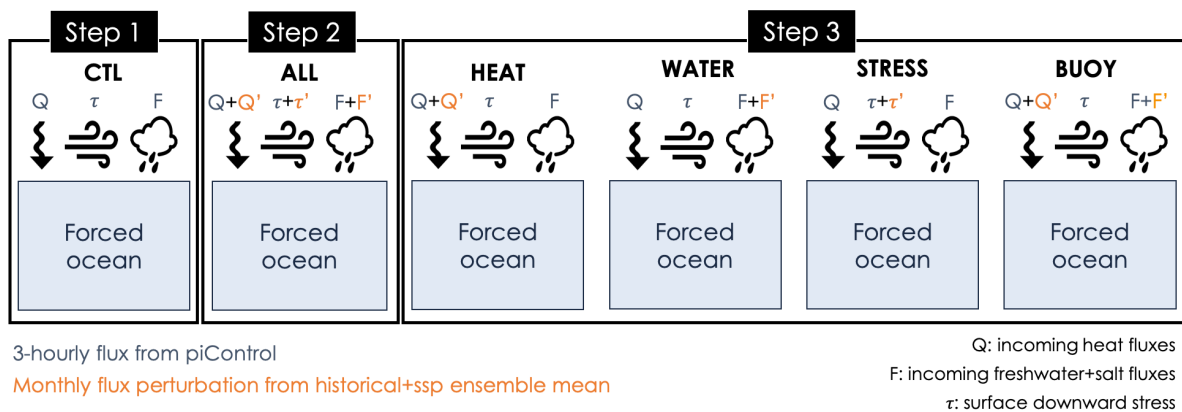 Step 1
Step 2
Step 3
CTL
ALL
HEAT
WATER
STRESS
BUOY
Q τ F
Q+Q’ τ+τ’ F+F’
Q+Q’ τ F
Q τ F+F’
Q τ+τ’ F
Q+Q’ τ F+F’
Forced
ocean
Forced
ocean
Forced
ocean
Forced
ocean
Forced
ocean
Forced
ocean
3-hourly flux from piControl
Monthly flux perturbation from historical+ssp ensemble mean
Q: incoming heat fluxes
F: incoming freshwater+salt fluxes
τ: surface downward stress